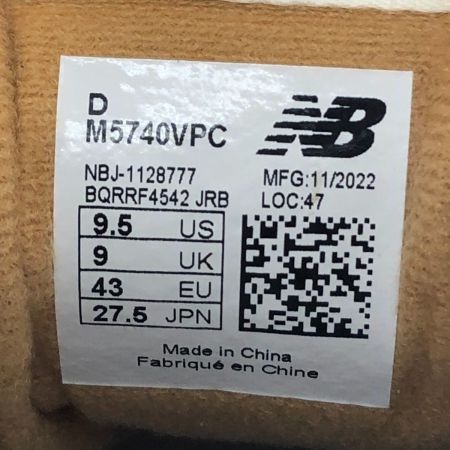 D
M5740VPC
NB
NBJ-1128777
BQRRF4542 JRB
MFG:11/2022
LOC:47
9.5 US
9 UK
43 EU
27.5 JPN
Made in China
Fabriqué en Chine